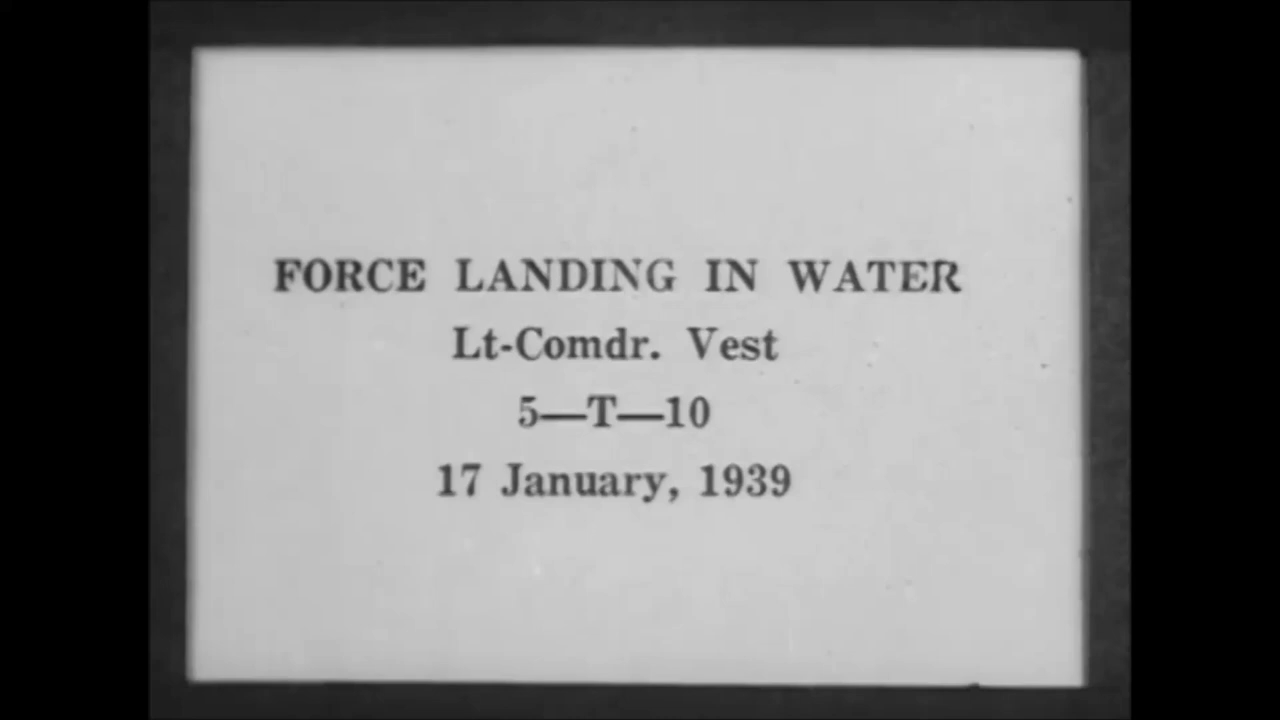 FORCE LANDING IN WATER
Lt-Comdr. Vest
5—T—10
17 January, 1939